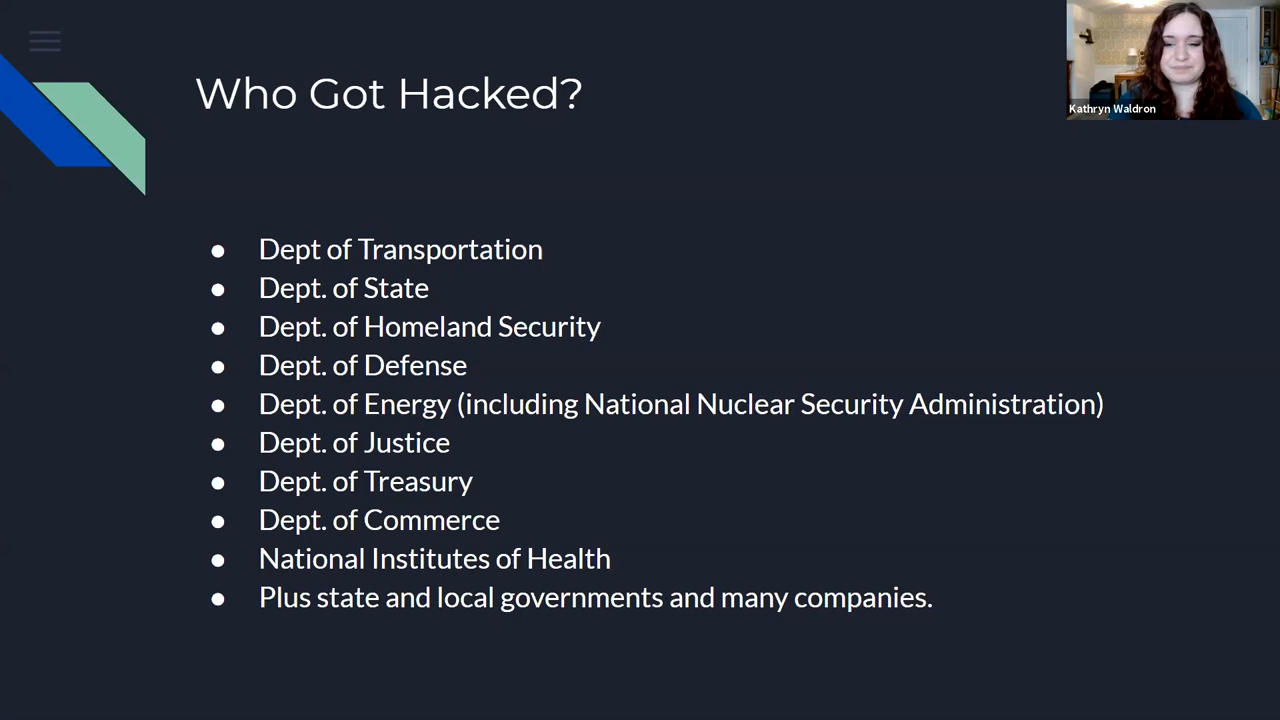 Who Got Hacked?
Kathryn Waldron
● Dept of Transportation
● Dept. of State
● Dept. of Homeland Security
● Dept. of Defense
● Dept. of Energy (including National Nuclear Security Administration)
● Dept. of Justice
● Dept. of Treasury
● Dept. of Commerce
● National Institutes of Health
● Plus state and local governments and many companies.